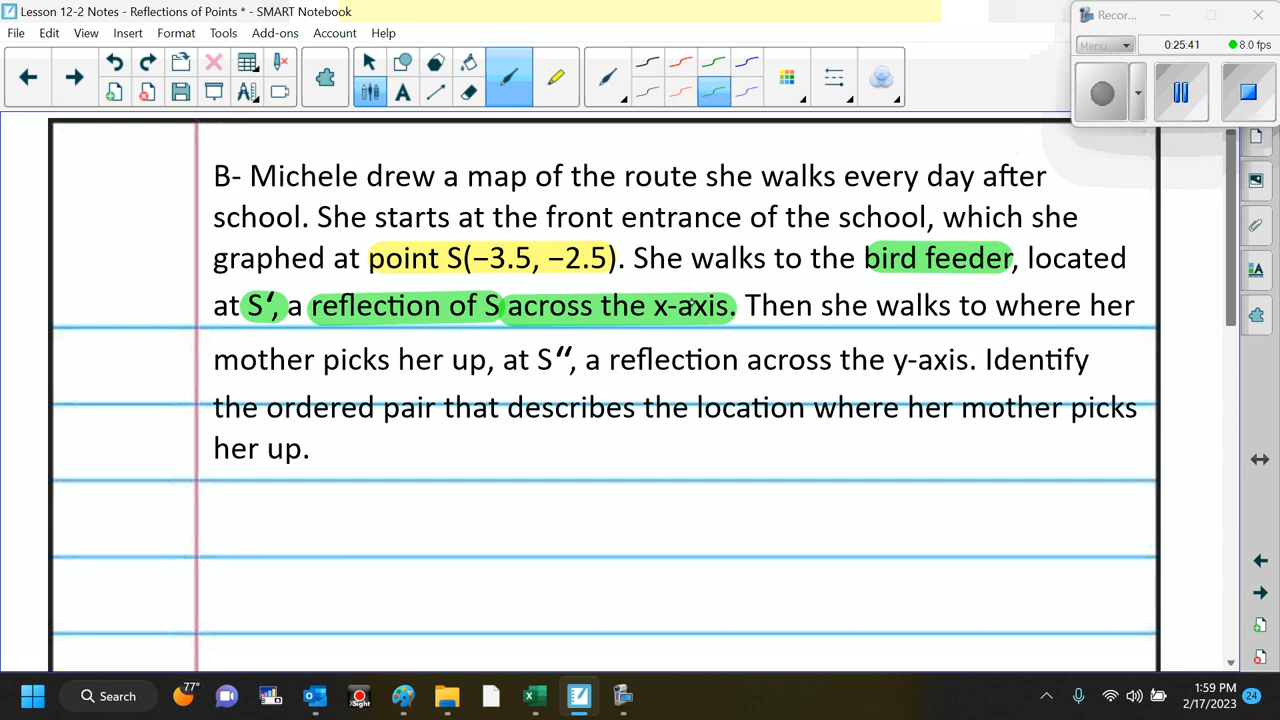 Lesson 12-2 Notes - Reflections of Points * - SMART Notebook
Recor...
File Edit View Insert Format Tools Add-ons Account Help
Menu 0:25:41 8.0 fps
B- Michele drew a map of the route she walks every day after
school. She starts at the front entrance of the school, which she
graphed at point S(−3.5, −2.5). She walks to the bird feeder, located
at S′, a reflection of S across the x-axis. Then she walks to where her
mother picks her up, at S″, a reflection across the y-axis. Identify
the ordered pair that describes the location where her mother picks
her up.
77°
Search
1:59 PM
2/17/2023
24